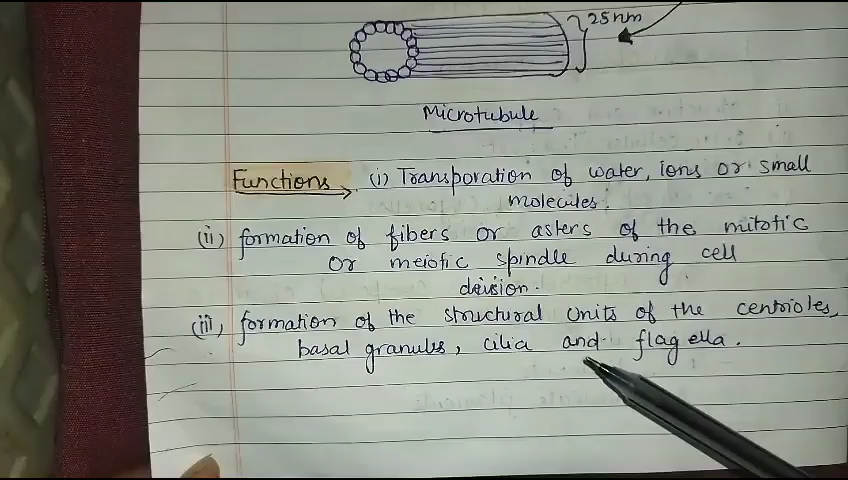 25nm
Microtubule
Functions (i) Transporation of water, ions or small
molecules.
(ii) formation of fibers or asters of the mitotic
or meiotic spindle during cell
division.
(iii) formation of the structural units of the centrioles,
basal granules, cilia and flagella.